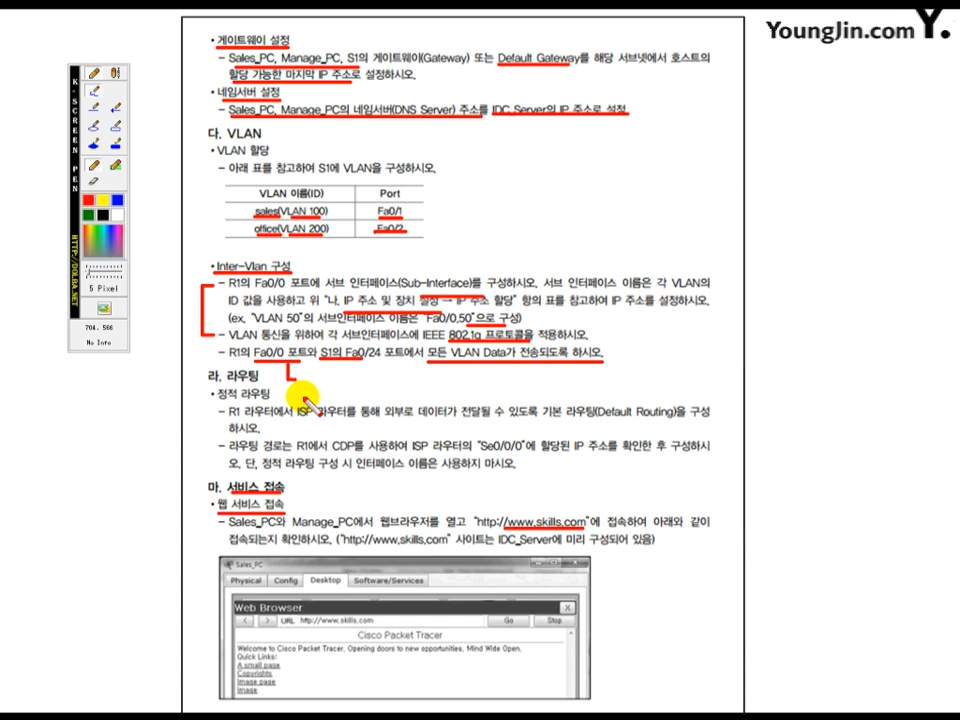 YoungJin.com Y.
• 게이트웨이 설정
– Sales_PC, Manage_PC, S1의 게이트웨이(Gateway) 또는 Default Gateway를 해당 서브넷에서 호스트의
할당 가능한 마지막 IP 주소로 설정하시오.
• 네임서버 설정
– Sales_PC, Manage_PC의 네임서버(DNS Server) 주소를 IDC_Server의 IP 주소로 설정
다. VLAN
• VLAN 할당
– 아래 표를 참고하여 S1에 VLAN을 구성하시오.
VLAN 이름(ID) Port
sales(VLAN 100) Fa0/1
office(VLAN 200) Fa0/2
• Inter-Vlan 구성
– R1의 Fa0/0 포트에 서브 인터페이스(Sub-Interface)를 구성하시오. 서브 인터페이스 이름은 각 VLAN의
ID 값을 사용하고 위 "나. IP 주소 및 장치 설정 → IP 주소 할당" 항의 표를 참고하여 IP 주소를 설정하시오.
(ex. "VLAN 50"의 서브인터페이스 이름은 "Fa0/0.50"으로 구성)
– VLAN 통신을 위하여 각 서브인터페이스에 IEEE 802.1q 프로토콜을 적용하시오.
– R1의 Fa0/0 포트와 S1의 Fa0/24 포트에서 모든 VLAN Data가 전송되도록 하시오.
라. 라우팅
• 정적 라우팅
– R1 라우터에서 ISP 라우터를 통해 외부로 데이터가 전달될 수 있도록 기본 라우팅(Default Routing)을 구성
하시오.
– 라우팅 경로는 R1에서 CDP를 사용하여 ISP 라우터의 "Se0/0/0"에 할당된 IP 주소를 확인한 후 구성하시
오. 단, 정적 라우팅 구성 시 인터페이스 이름은 사용하지 마시오.
마. 서비스 접속
• 웹 서비스 접속
– Sales_PC와 Manage_PC에서 웹브라우저를 열고 "http://www.skills.com"에 접속하여 아래와 같이
접속되는지 확인하시오. ("http://www.skills.com" 사이트는 IDC_Server에 미리 구성되어 있음)
Sales_PC
Physical Config Desktop Software/Services
Web Browser X
< > URL http://www.skills.com Go Stop
Cisco Packet Tracer
Welcome to Cisco Packet Tracer, Opening doors to new opportunities, Mind Wide Open.
Quick Links:
A small page
Copyrights
Image page
Image
K-SCREEN PEN
HTTP://DOLBA.NET
5 Pixel
704. 566
No Info